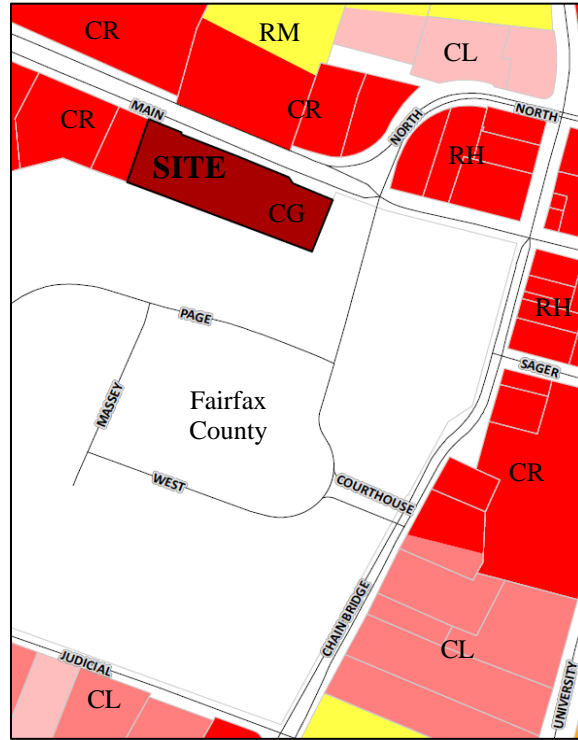 CR
RM
CL
MAIN
CR
CR
NORTH
NORTH
RH
SITE
CG
RH
PAGE
SAGER
MASSEY
Fairfax
County
CR
WEST
COURTHOUSE
CHAIN BRIDGE
CL
JUDICIAL
CL
UNIVERSITY